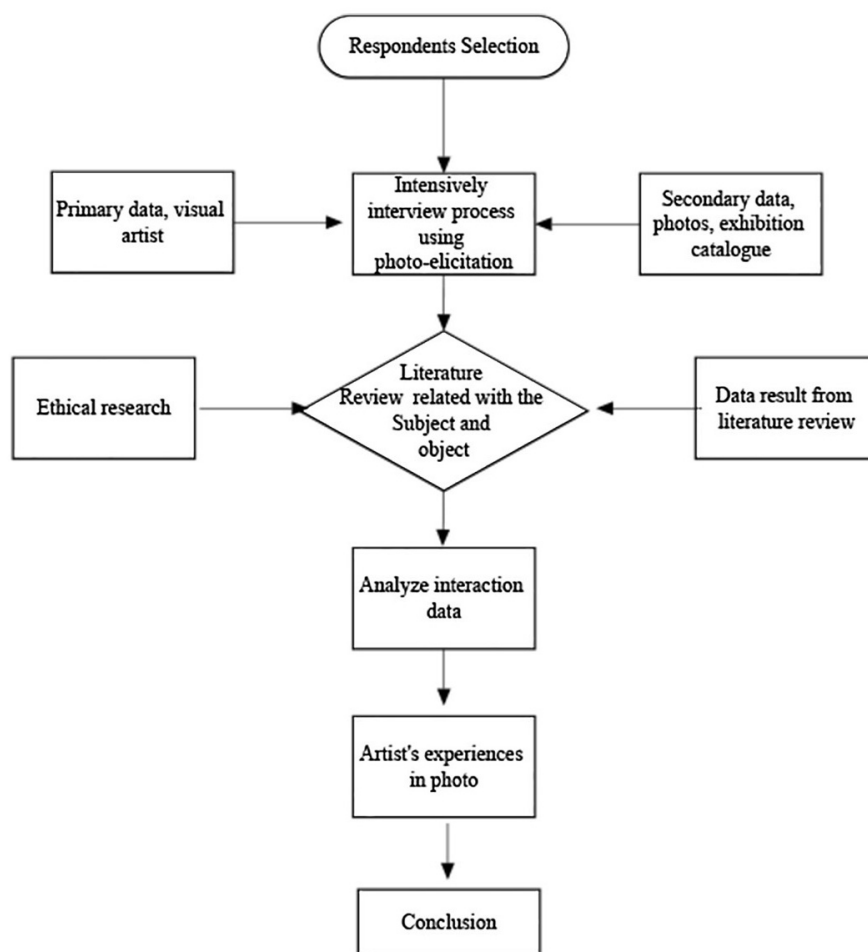 Respondents Selection
Primary data, visual
artist
Intensively
interview process
using
photo-elicitation
Secondary data,
photos, exhibition
catalogue
Ethical research
Literature
Review related with the
Subject and
object
Data result from
literature review
Analyze interaction
data
Artist's experiences
in photo
Conclusion